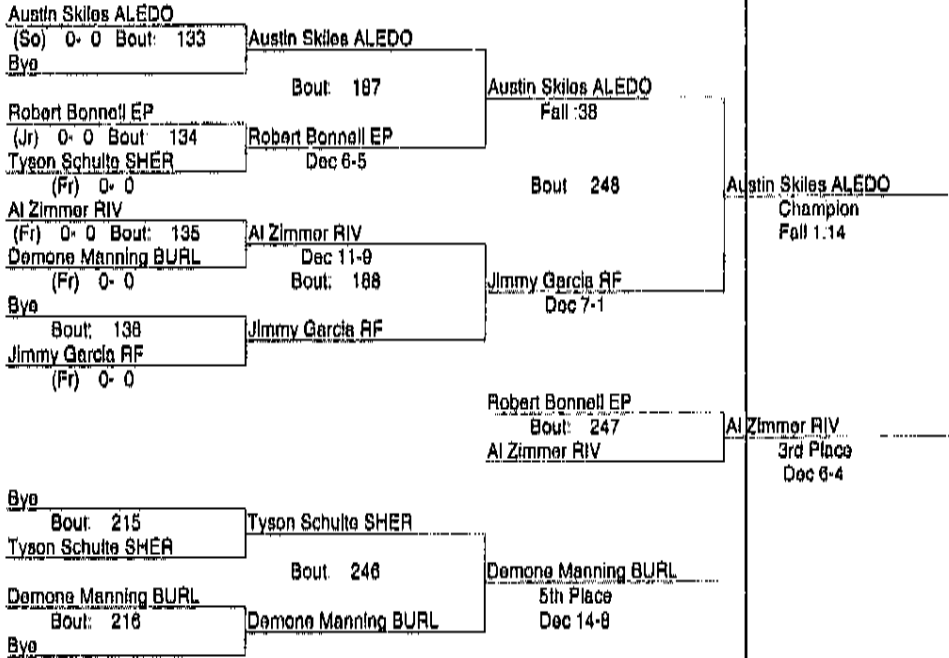 Austin Skiles ALEDO
(So) 0- 0 Bout: 133
Bye
Austin Skiles ALEDO
Bout: 187
Robert Bonnell EP
(Jr) 0- 0 Bout: 134
Tyson Schulte SHER
(Fr) 0- 0
Robert Bonnell EP
Dec 6-5
Austin Skiles ALEDO
Fall :38
Bout 248
Al Zimmer RIV
(Fr) 0- 0 Bout: 135
Demone Manning BURL
(Fr) 0- 0
Al Zimmer RIV
Dec 11-9
Bout: 188
Bye
Bout: 136
Jimmy Garcia RF
(Fr) 0- 0
Jimmy Garcia RF
Jimmy Garcia RF
Dec 7-1
Austin Skiles ALEDO
Champion
Fall 1:14
Robert Bonnell EP
Bout: 247
Al Zimmer RIV
Al Zimmer RIV
3rd Place
Dec 6-4
Bye
Bout: 215
Tyson Schulte SHER
Tyson Schulte SHER
Bout 246
Demone Manning BURL
Bout: 216
Bye
Demone Manning BURL
Demone Manning BURL
5th Place
Dec 14-8